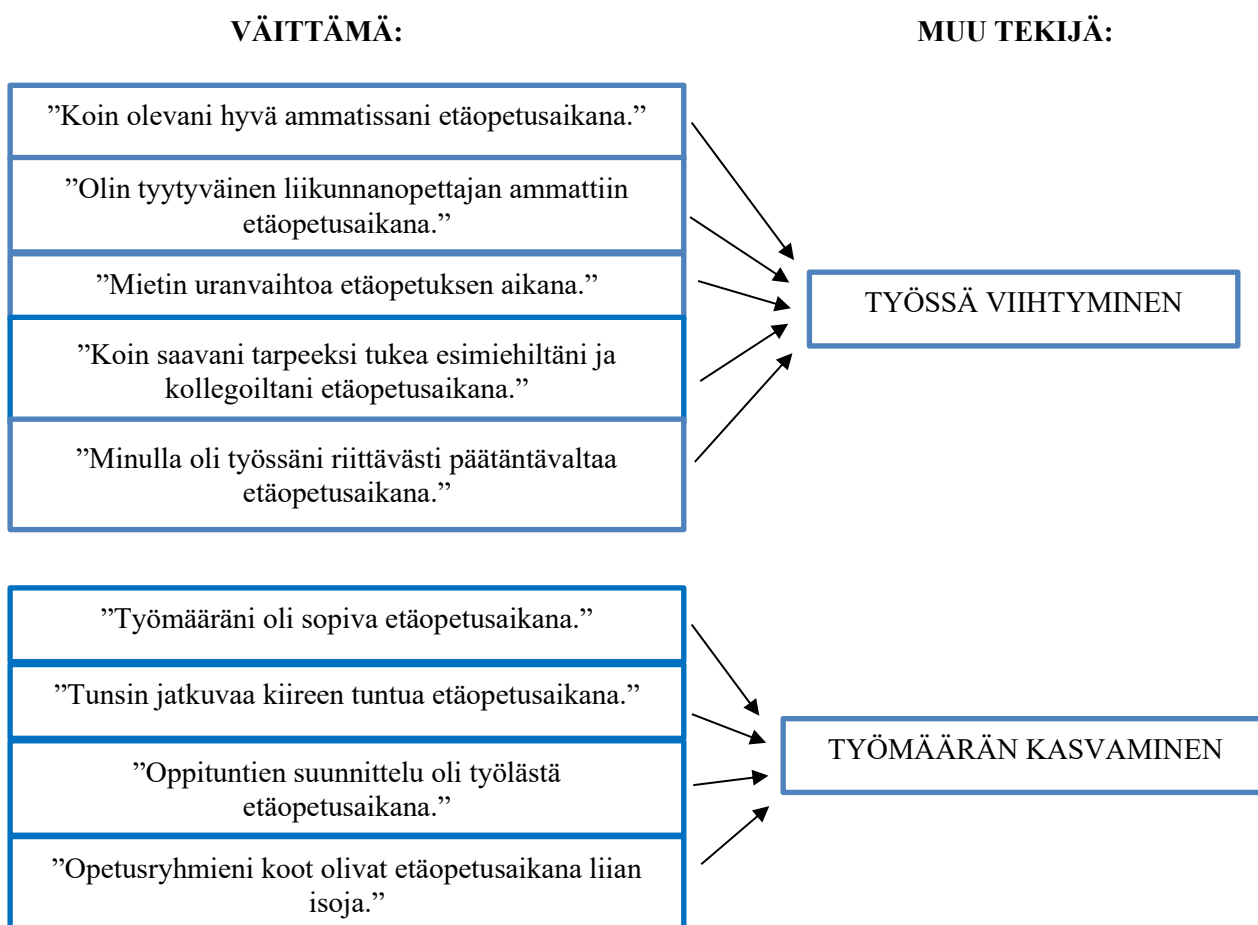 VÄITTÄMÄ:
MUU TEKIJÄ:
”Koin olevani hyvä ammatissani etäopetusaikana.”
”Olin tyytyväinen liikunnanopettajan ammattiin
etäopetusaikana.”
”Mietin uranvaihtoa etäopetuksen aikana.”
”Koin saavani tarpeeksi tukea esimiehiltäni ja
kollegoiltani etäopetusaikana.”
”Minulla oli työssäni riittävästi päätäntävaltaa
etäopetusaikana.”
TYÖSSÄ VIIHTYMINEN
”Työmääräni oli sopiva etäopetusaikana.”
”Tunsin jatkuvaa kiireen tuntua etäopetusaikana.”
”Oppituntien suunnittelu oli työlästä
etäopetusaikana.”
”Opetusryhmieni koot olivat etäopetusaikana liian
isoja.”
TYÖMÄÄRÄN KASVAMINEN